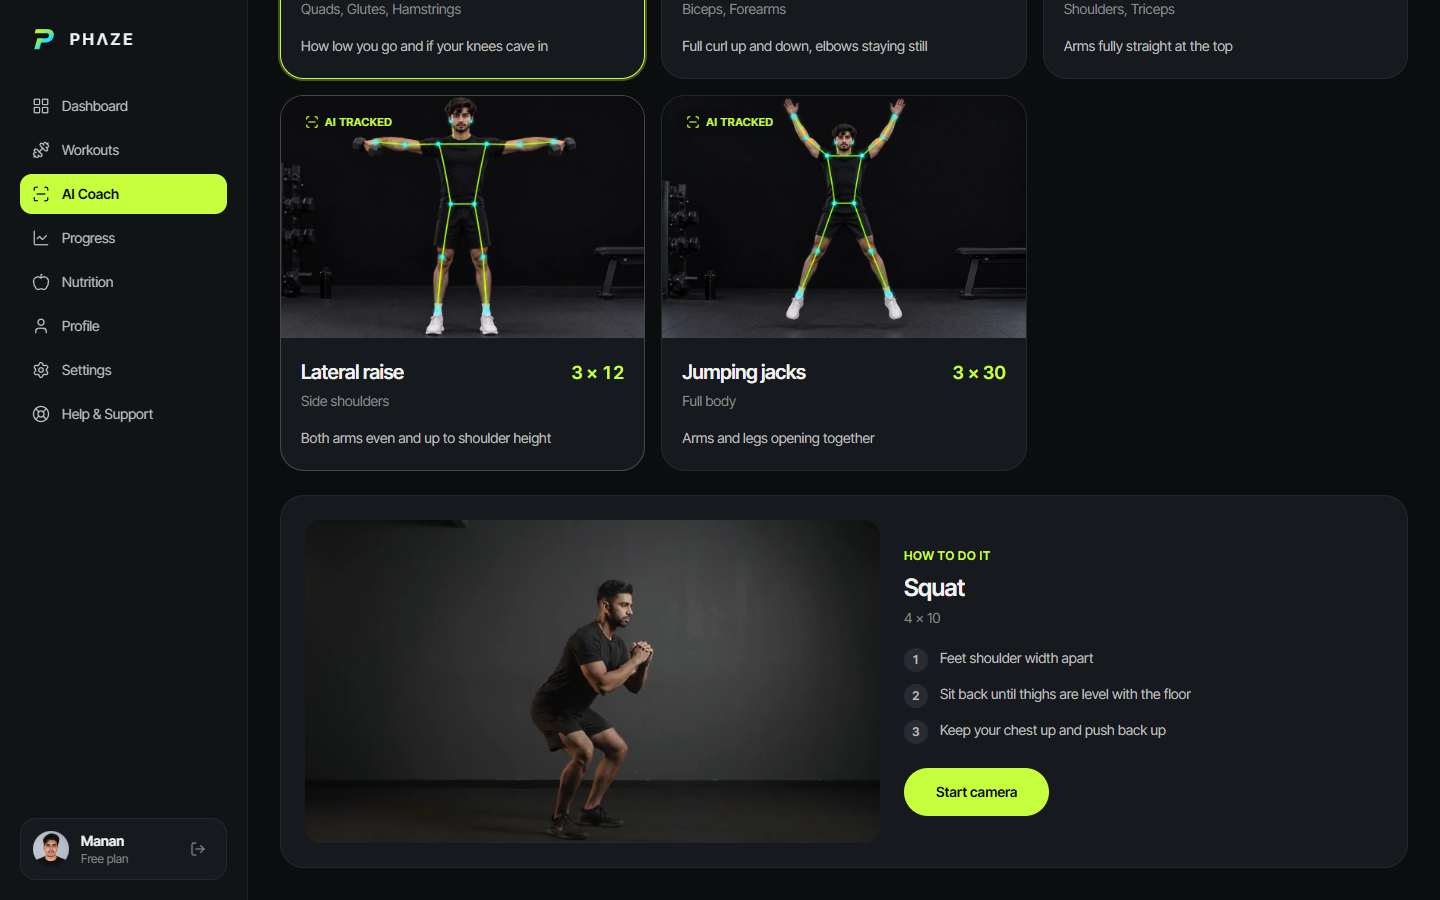 PHΛZE
Dashboard
Workouts
AI Coach
Progress
Nutrition
Profile
Settings
Help & Support
Manan
Free plan
Quads, Glutes, Hamstrings
How low you go and if your knees cave in
Biceps, Forearms
Full curl up and down, elbows staying still
Shoulders, Triceps
Arms fully straight at the top
AI TRACKED
Lateral raise
3 × 12
Side shoulders
Both arms even and up to shoulder height
AI TRACKED
Jumping jacks
3 × 30
Full body
Arms and legs opening together
HOW TO DO IT
Squat
4 × 10
1 Feet shoulder width apart
2 Sit back until thighs are level with the floor
3 Keep your chest up and push back up
Start camera